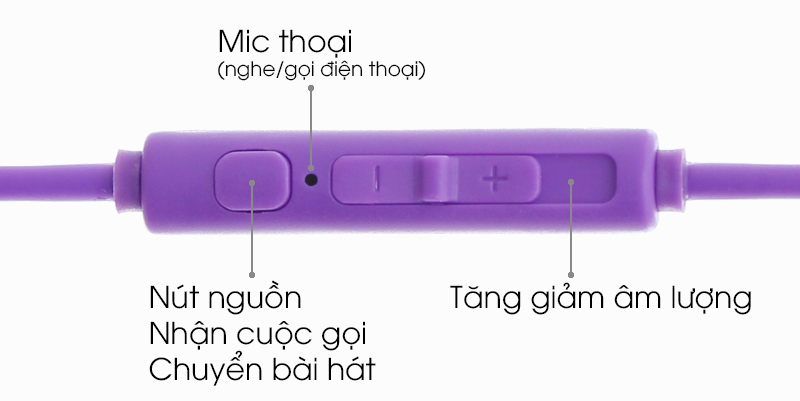 Mic thoại
(nghe/gọi điện thoại)
- +
Nút nguồn
Nhận cuộc gọi
Chuyển bài hát
Tăng giảm âm lượng